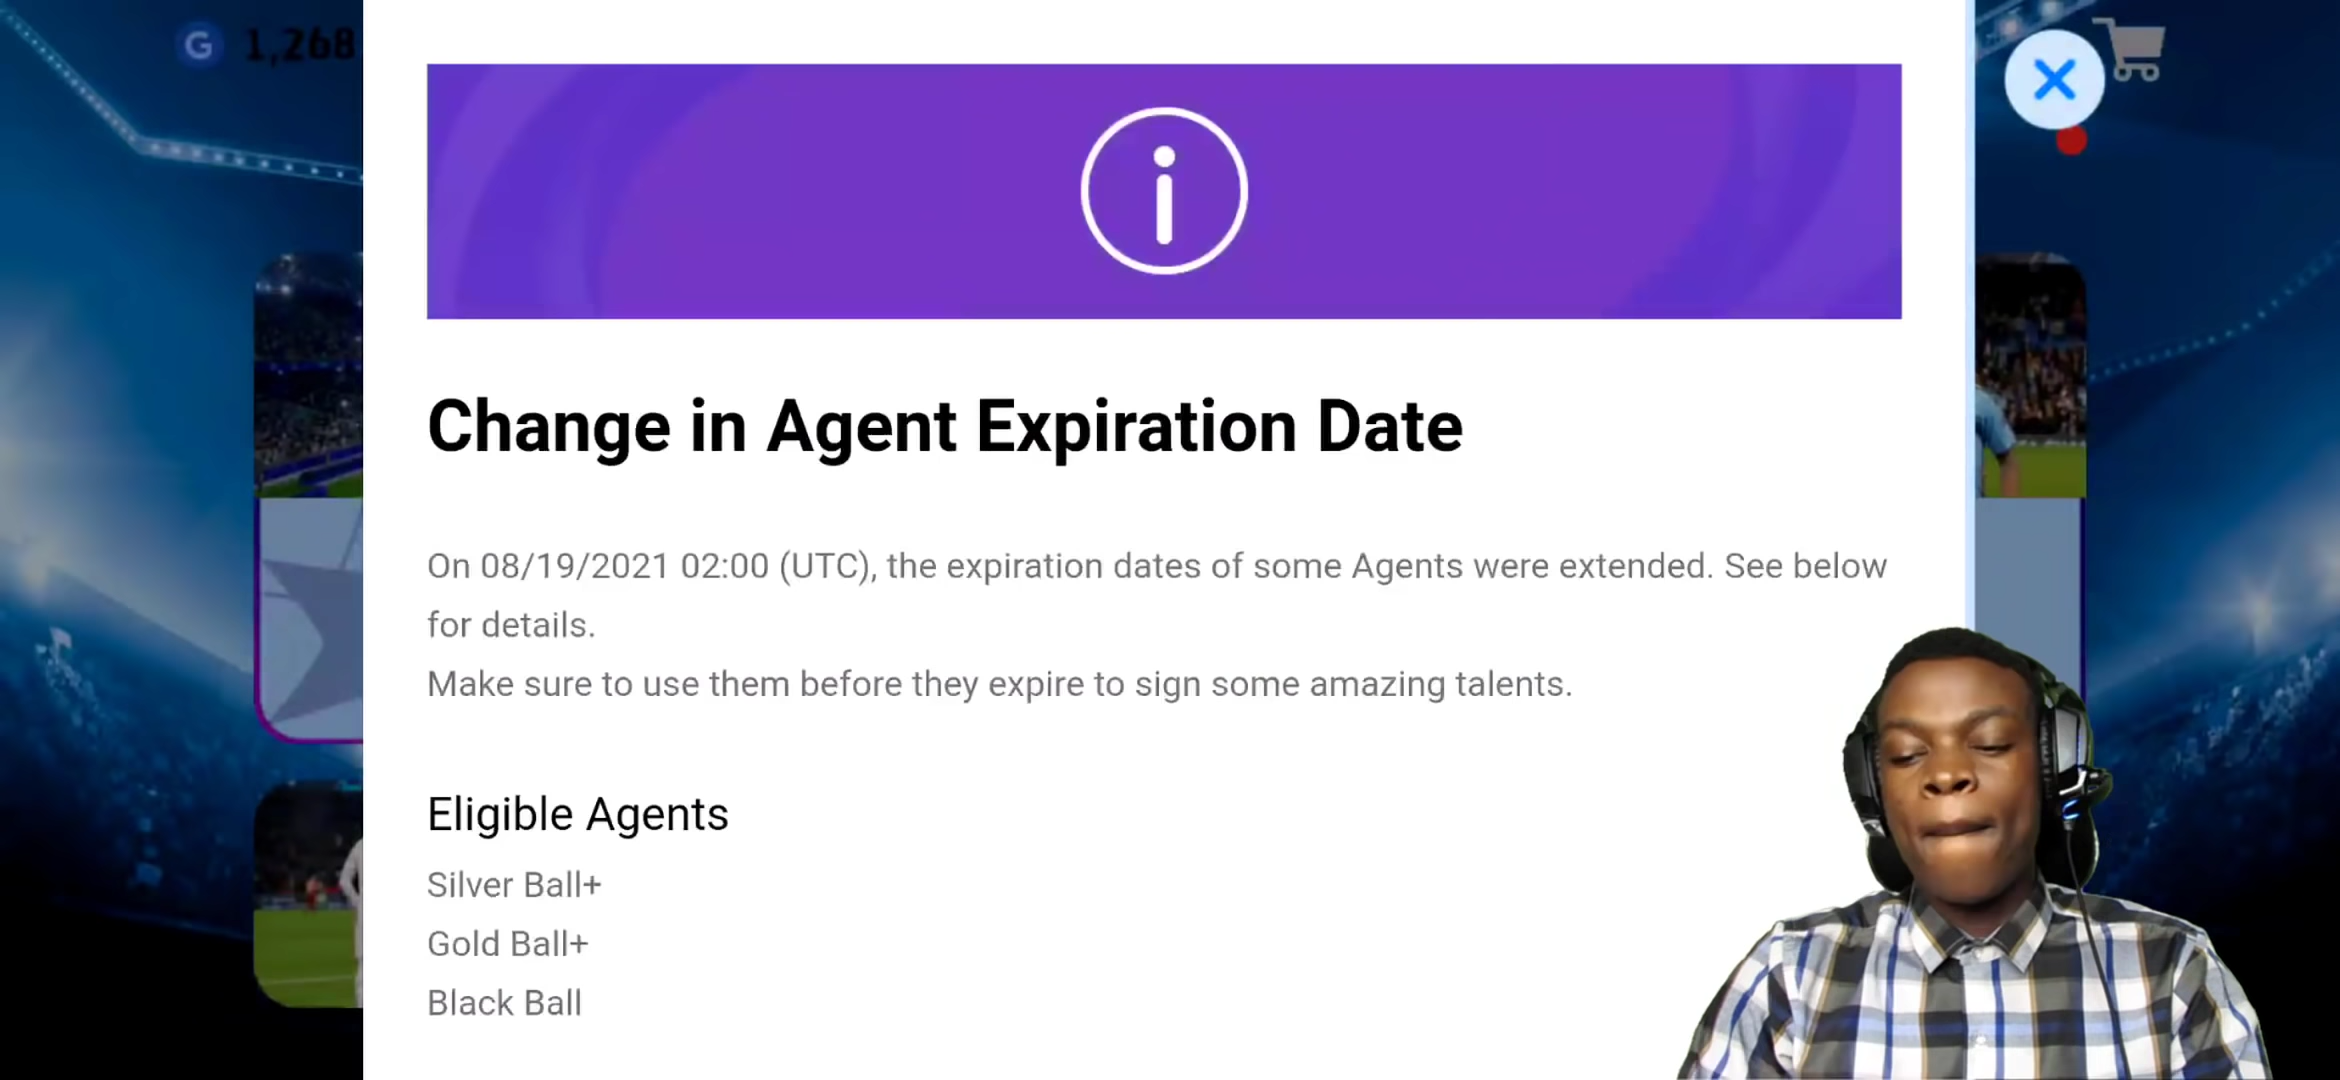 G 1,268
Change in Agent Expiration Date
On 08/19/2021 02:00 (UTC), the expiration dates of some Agents were extended. See below
for details.
Make sure to use them before they expire to sign some amazing talents.
Eligible Agents
Silver Ball+
Gold Ball+
Black Ball